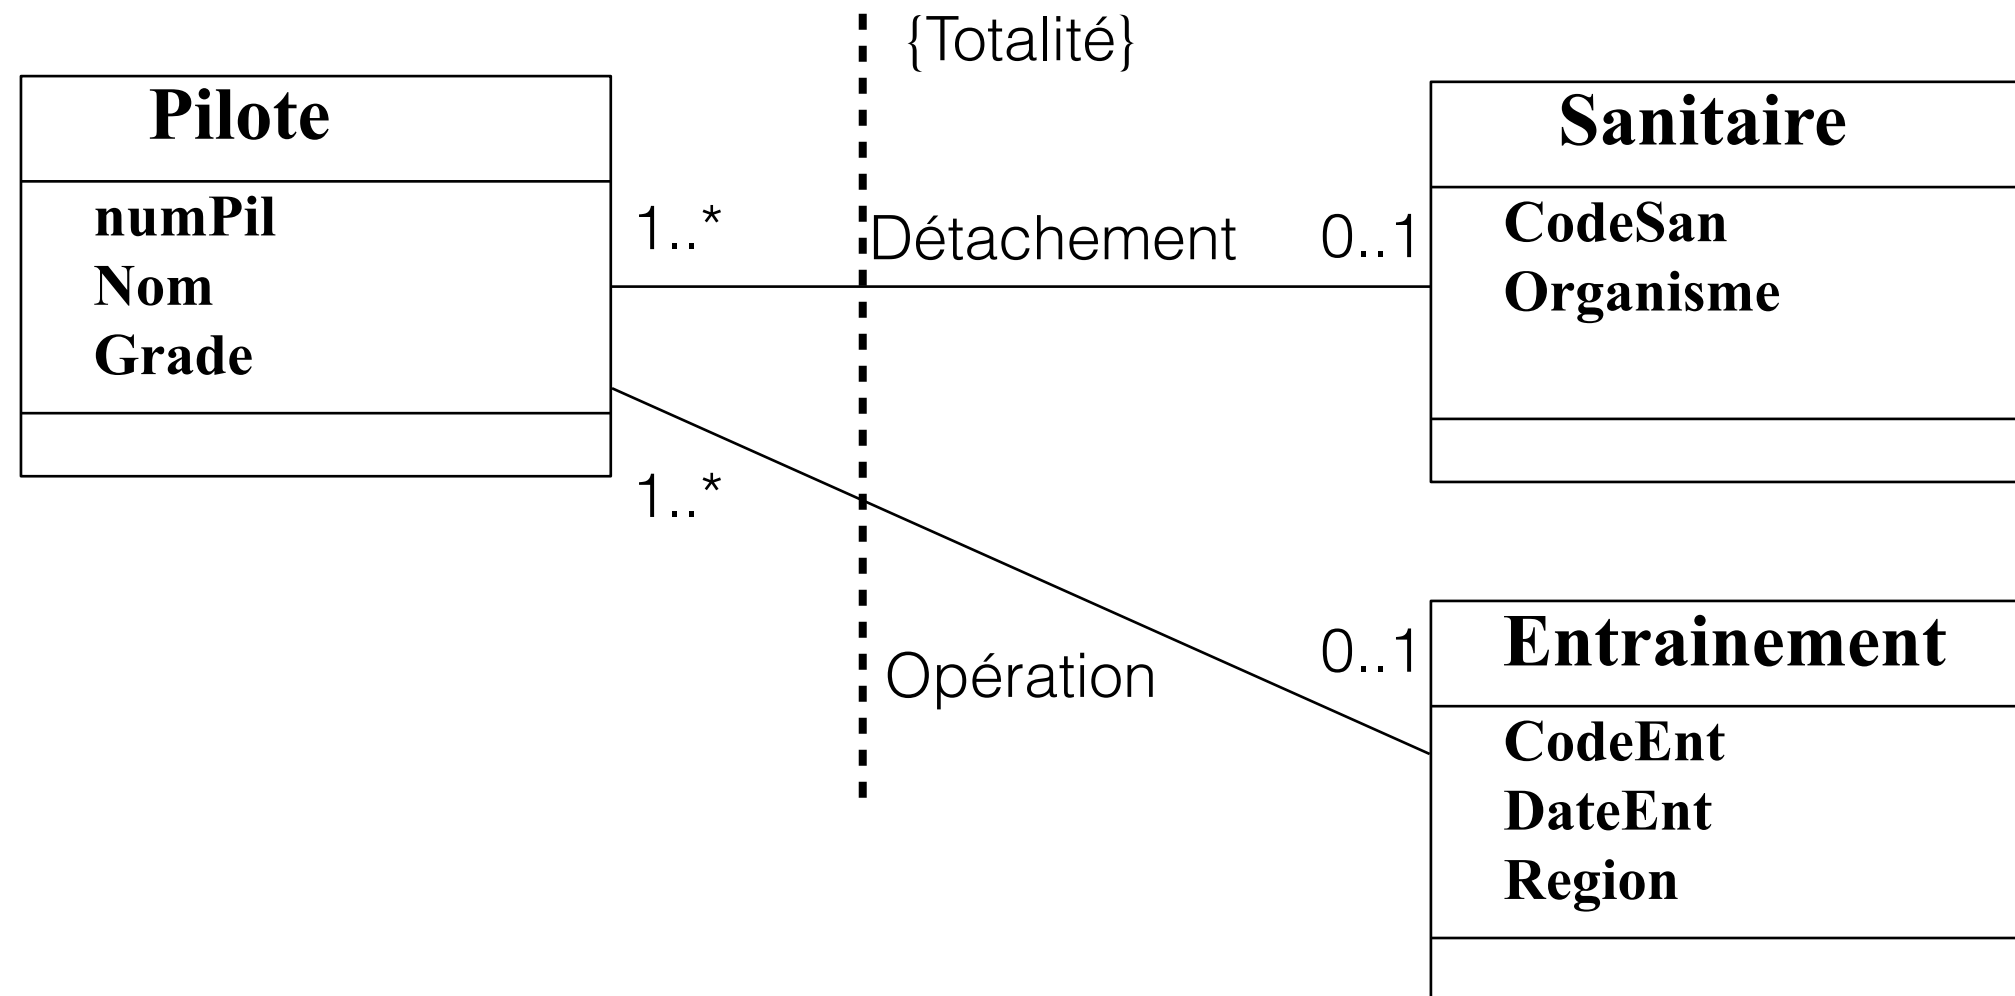 {Totalité}
Pilote
numPil
Nom
Grade
1..*
Détachement
0..1
Sanitaire
CodeSan
Organisme
1..*
Opération
0..1
Entrainement
CodeEnt
DateEnt
Region